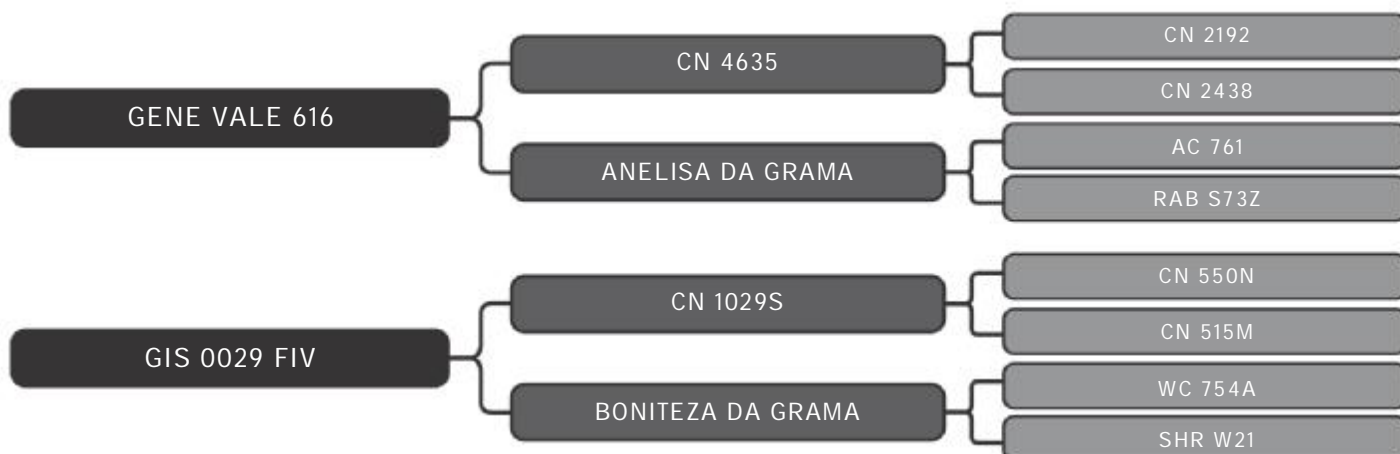 GENE VALE 616
CN 4635
ANELISA DA GRAMA
CN 2192
CN 2438
AC 761
RAB S73Z
GIS 0029 FIV
CN 1029S
BONITEZA DA GRAMA
CN 550N
CN 515M
WC 754A
SHR W21